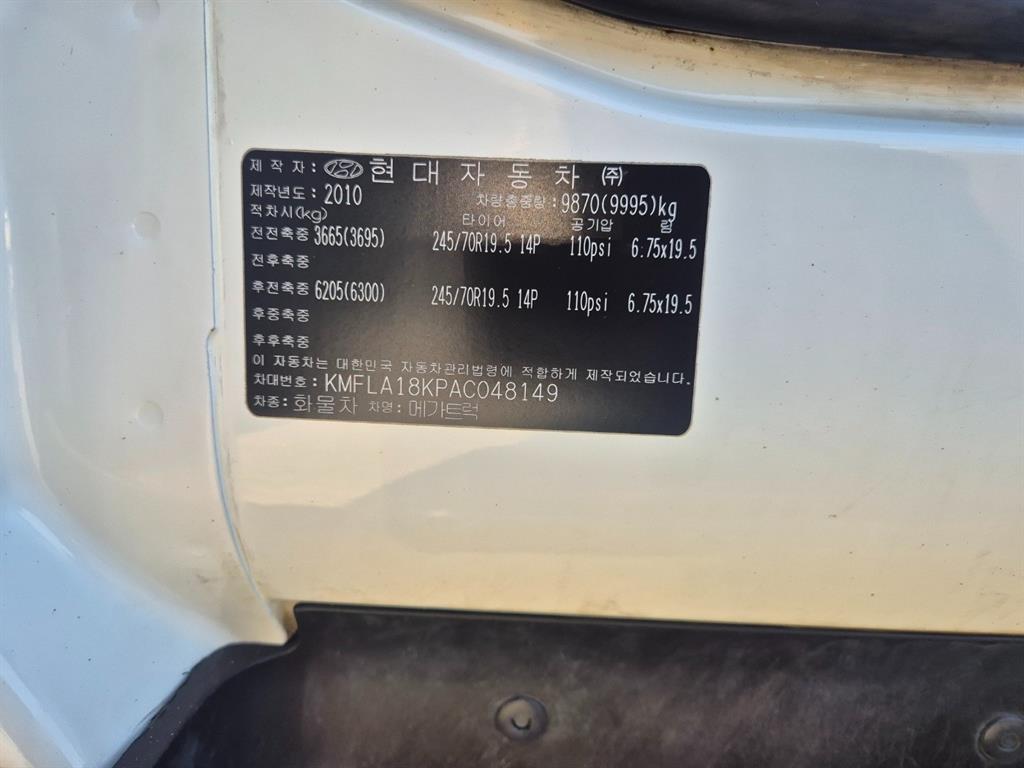 제 작 자: 현 대 자 동 차 ㈜
제작년도: 2010 차량총중량: 9870(9995)kg
적차시(kg) 타이어 공기압 림
전전축중 3665(3695) 245/70R19.5 14P 110psi 6.75x19.5
전후축중
후전축중 6205(6300) 245/70R19.5 14P 110psi 6.75x19.5
후중축중
후후축중
이 자동차는 대한민국 자동차관리법령에 적합하게 제작되었습니다.
차대번호: KMFLA18KPAC048149
차종: 화물차 차명: 메가트럭